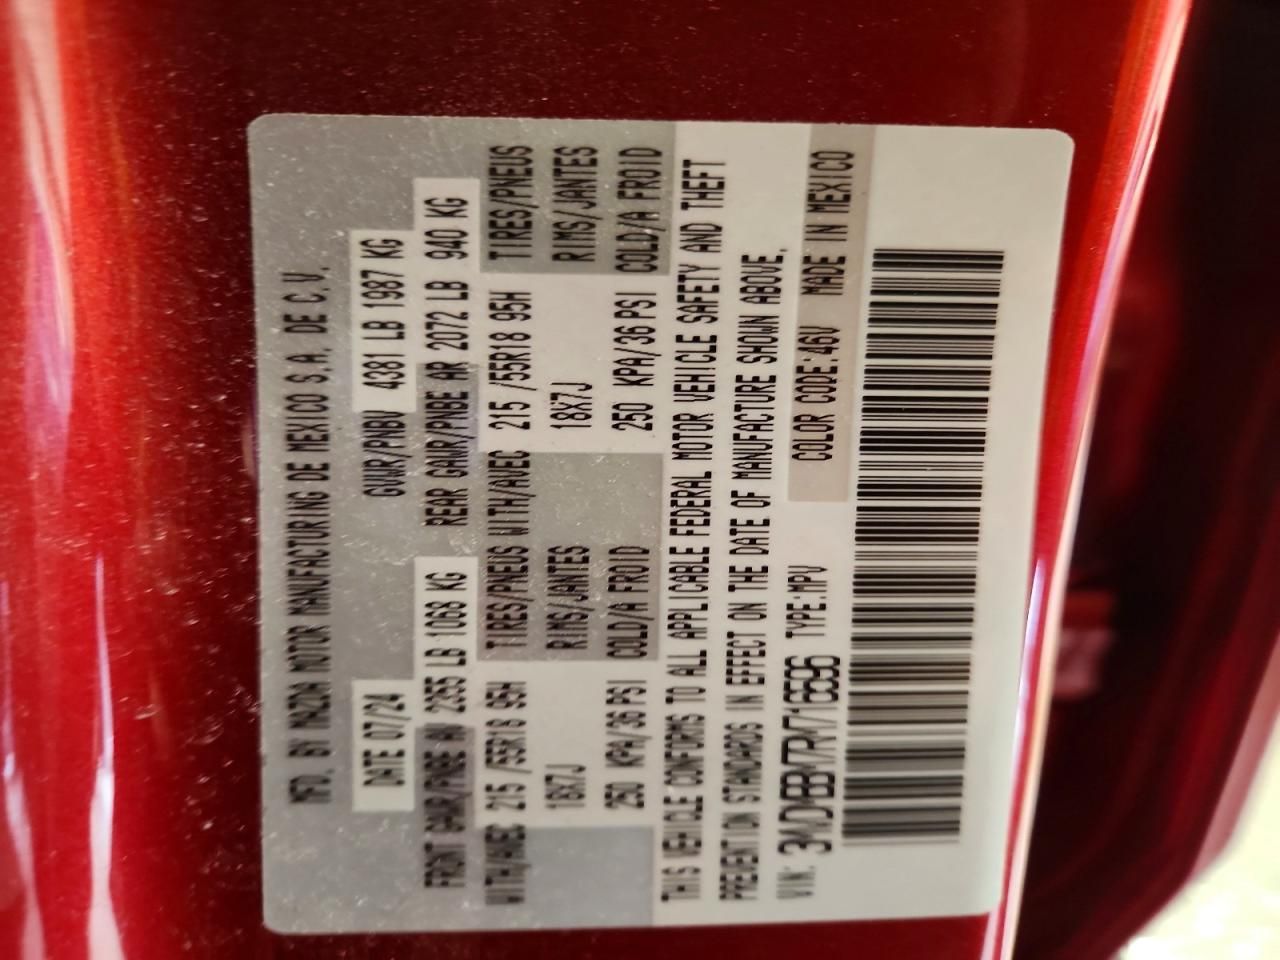 MFD. BY MAZDA MOTOR MANUFACTURING DE MEXICO S.A. DE C.V.
DATE 07/24 GVWR/PNBV 4381 LB 1987 KG
FRONT GAWR/PNBE AV 2355 LB 1068 KG REAR GAWR/PNBE AR 2072 LB 940 KG
WITH/AVEC 215 /55R18 95H TIRES/PNEUS WITH/AVEC 215 /55R18 95H TIRES/PNEUS
18X7J RIMS/JANTES 18X7J RIMS/JANTES
250 KPA/36 PSI COLD/A FROID 250 KPA/36 PSI COLD/A FROID
THIS VEHICLE CONFORMS TO ALL APPLICABLE FEDERAL MOTOR VEHICLE SAFETY AND THEFT
PREVENTION STANDARDS IN EFFECT ON THE DATE OF MANUFACTURE SHOWN ABOVE.
VIN: TYPE:MPV COLOR CODE:46V MADE IN MEXICO